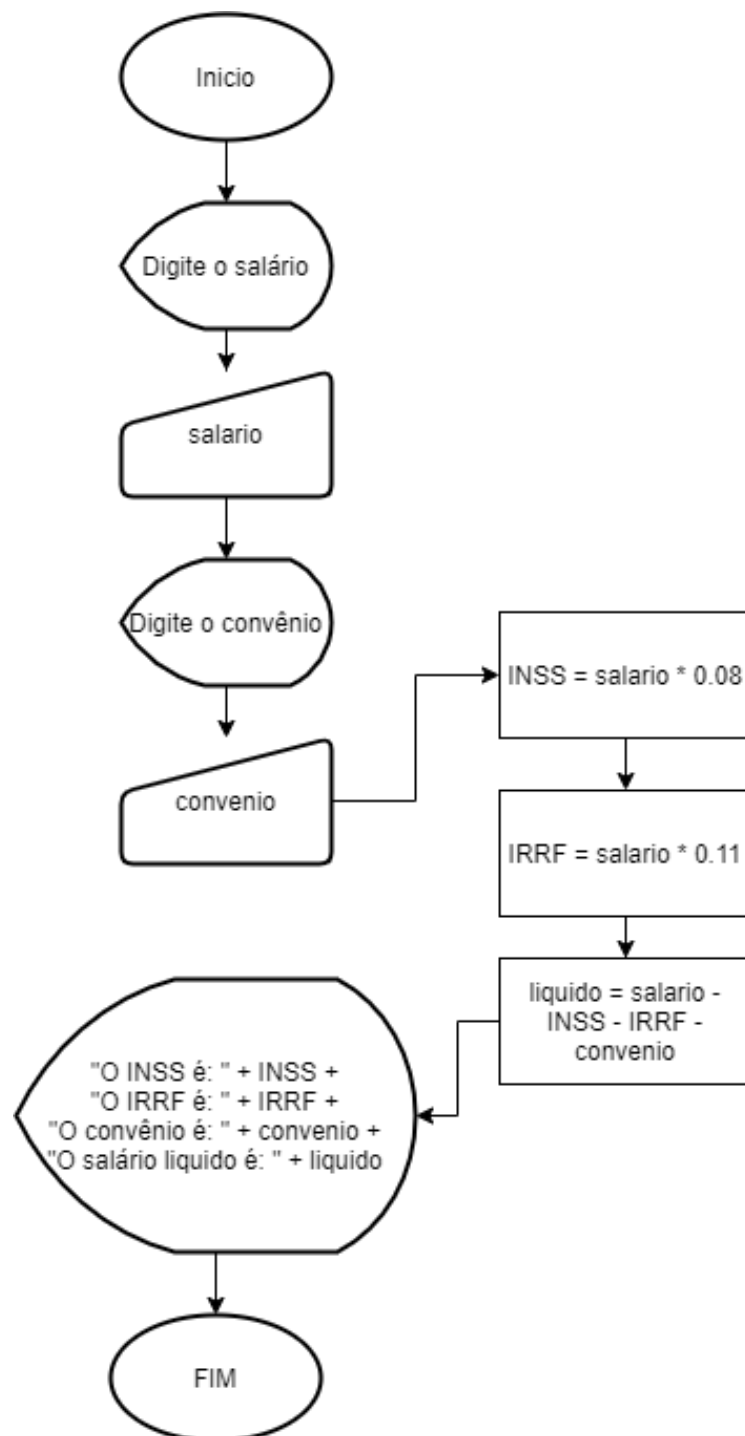 Inicio
Digite o salário
salario
Digite o convênio
convenio
INSS = salario * 0.08
IRRF = salario * 0.11
liquido = salario -
INSS - IRRF -
convenio
"O INSS é: " + INSS +
"O IRRF é: " + IRRF +
"O convênio é: " + convenio +
"O salário liquido é: " + liquido
FIM